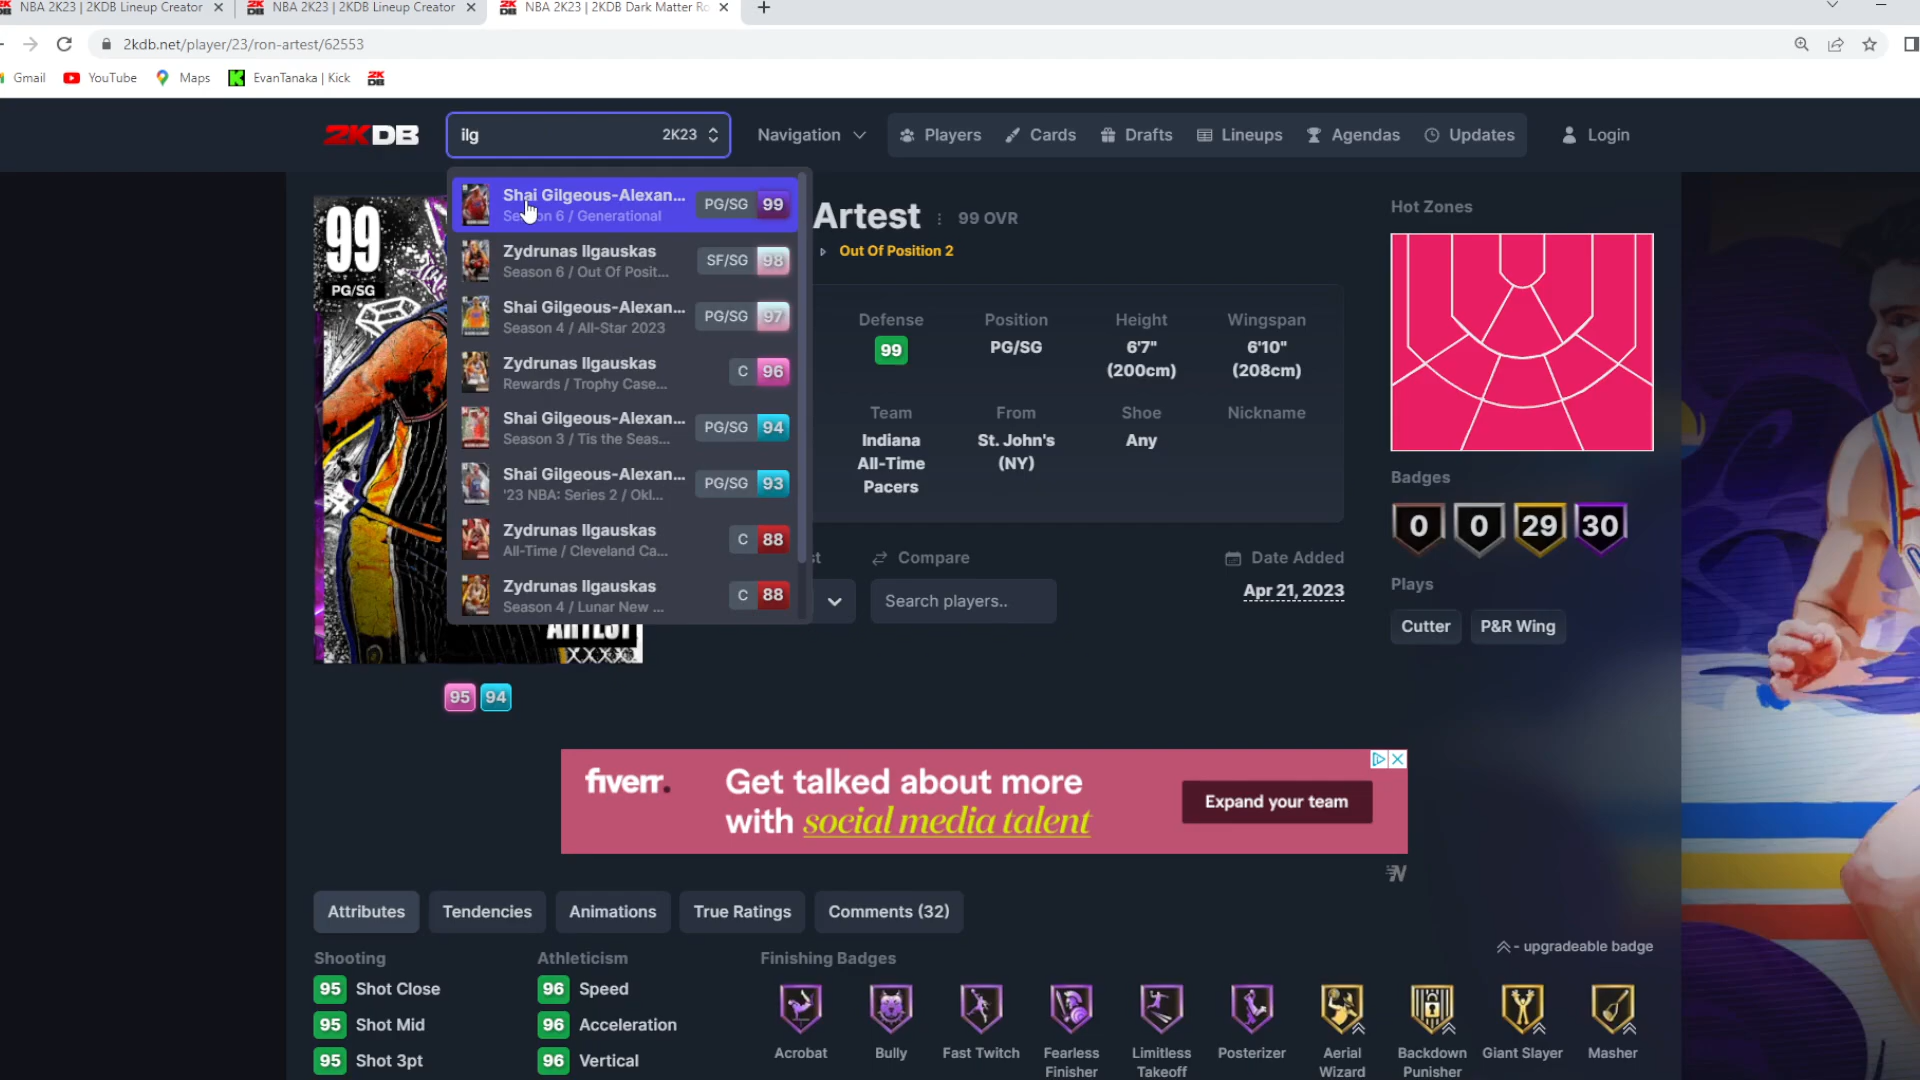 NBA 2K23 | 2KDB Lineup Creator
NBA 2K23 | 2KDB Lineup Creator
NBA 2K23 | 2KDB Dark Matter Ro
2kdb.net/player/23/ron-artest/62553
Gmail
YouTube
Maps
EvanTanaka | Kick
2KDB
ilg
2K23
Navigation
Players
Cards
Drafts
Lineups
Agendas
Updates
Login
Shai Gilgeous-Alexan...
Season 6 / Generational
PG/SG 99
Zydrunas Ilgauskas
Season 6 / Out Of Posit...
SF/SG 98
Shai Gilgeous-Alexan...
Season 4 / All-Star 2023
PG/SG 97
Zydrunas Ilgauskas
Rewards / Trophy Case...
C 96
Shai Gilgeous-Alexan...
Season 3 / Tis the Seas...
PG/SG 94
Shai Gilgeous-Alexan...
'23 NBA: Series 2 / Okl...
PG/SG 93
Zydrunas Ilgauskas
All-Time / Cleveland Ca...
C 88
Zydrunas Ilgauskas
Season 4 / Lunar New ...
C 88
99
PG/SG
ARTEST
95 94
Artest : 99 OVR
Out Of Position 2
Defense
99
Position
PG/SG
Height
6'7"
(200cm)
Wingspan
6'10"
(208cm)
Team
Indiana
All-Time
Pacers
From
St. John's
(NY)
Shoe
Any
Nickname
st
Compare
Search players..
Date Added
Apr 21, 2023
Hot Zones
Badges
0 0 29 30
Plays
Cutter
P&R Wing
fiverr.
Get talked about more
with social media talent
Expand your team
Attributes
Tendencies
Animations
True Ratings
Comments (32)
- upgradeable badge
Shooting
95 Shot Close
95 Shot Mid
95 Shot 3pt
Athleticism
96 Speed
96 Acceleration
96 Vertical
Finishing Badges
Acrobat
Bully
Fast Twitch
Fearless
Finisher
Limitless
Takeoff
Posterizer
Aerial
Wizard
Backdown
Punisher
Giant Slayer
Masher